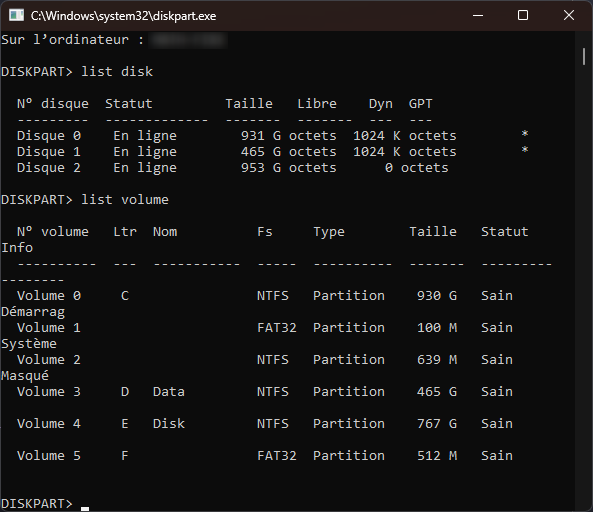 C:\Windows\system32\diskpart.exe
Sur l’ordinateur :
DISKPART> list disk
  N° disque  Statut         Taille   Libre    Dyn  GPT
  ---------  -------------  -------  -------  ---  ---
  Disque 0    En ligne        931 G octets  1024 K octets        *
  Disque 1    En ligne        465 G octets  1024 K octets        *
  Disque 2    En ligne        953 G octets      0 octets
DISKPART> list volume
  N° volume   Ltr  Nom          Fs     Type        Taille   Statut
Info
  ----------  ---  -----------  -----  ----------  -------  ---------
--------
  Volume 0     C                NTFS   Partition    930 G   Sain
Démarrag
  Volume 1                      FAT32  Partition    100 M   Sain
Système
  Volume 2                      NTFS   Partition    639 M   Sain
Masqué
  Volume 3     D   Data         NTFS   Partition    465 G   Sain
  Volume 4     E   Disk         NTFS   Partition    767 G   Sain
  Volume 5     F                FAT32  Partition    512 M   Sain
DISKPART>